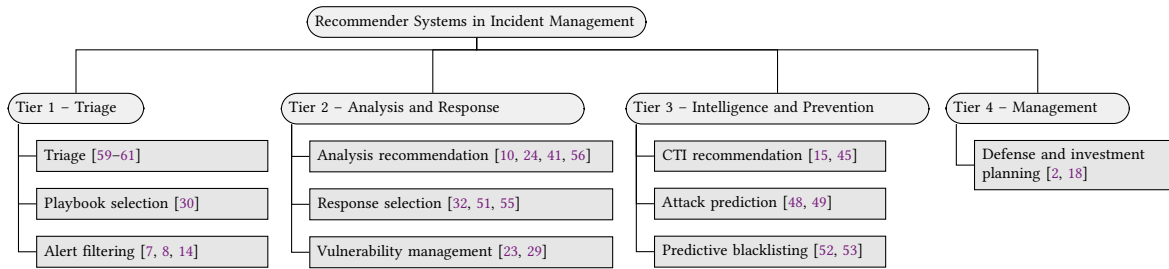 Recommender Systems in Incident Management
Tier 1 – Triage
Triage [59–61]
Playbook selection [30]
Alert filtering [7, 8, 14]
Tier 2 – Analysis and Response
Analysis recommendation [10, 24, 41, 56]
Response selection [32, 51, 55]
Vulnerability management [23, 29]
Tier 3 – Intelligence and Prevention
CTI recommendation [15, 45]
Attack prediction [48, 49]
Predictive blacklisting [52, 53]
Tier 4 – Management
Defense and investment
planning [2, 18]